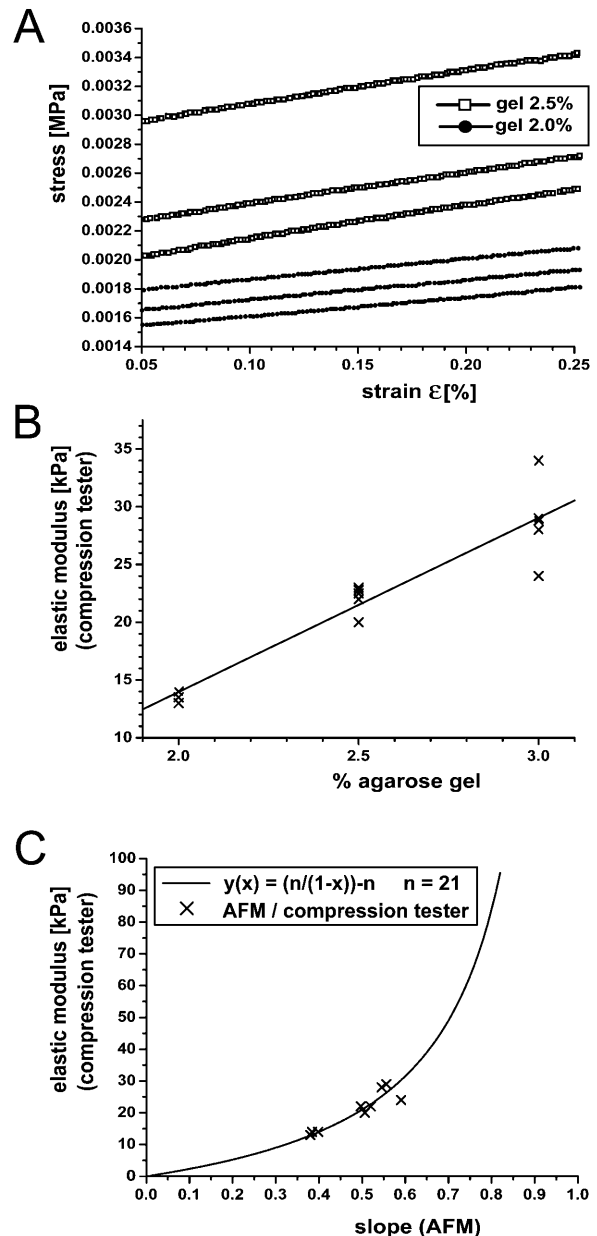 A
0.0036
0.0034
0.0032
0.0030
0.0028
0.0026
0.0024
0.0022
0.0020
0.0018
0.0016
0.0014
stress [MPa]
gel 2.5%
gel 2.0%
0.05 0.10 0.15 0.20 0.25
strain ε[%]
B
35
30
25
20
15
10
elastic modulus [kPa]
(compression tester)
2.0 2.5 3.0
% agarose gel
C
100
90
80
70
60
50
40
30
20
10
0
elastic modulus [kPa]
(compression tester)
y(x) = (n/(1-x))-n n = 21
AFM / compression tester
0.0 0.1 0.2 0.3 0.4 0.5 0.6 0.7 0.8 0.9 1.0
slope (AFM)